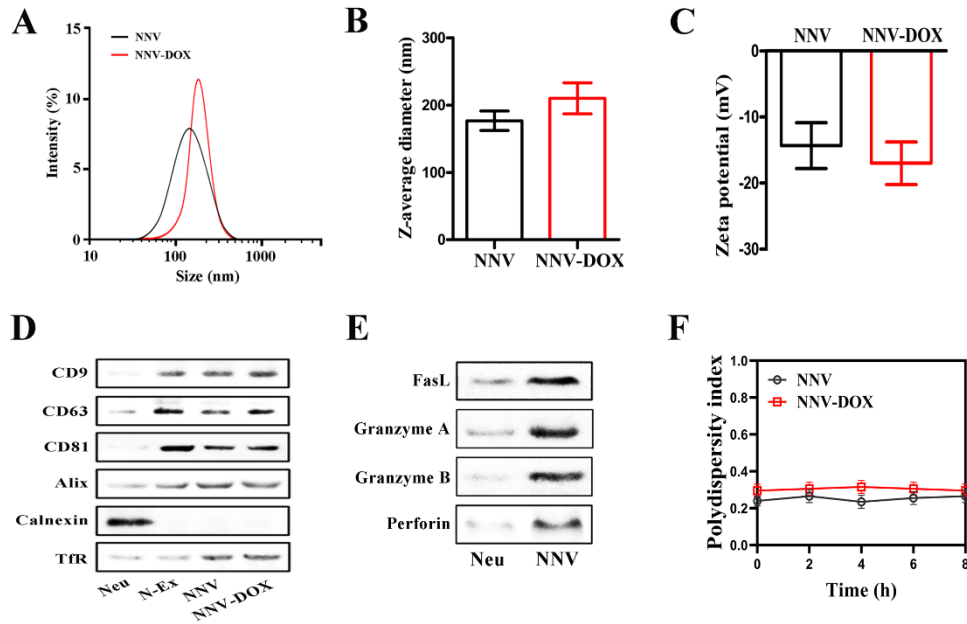 A
NNV
NNV-DOX
Intensity (%)
15
10
5
0
10
100
1000
Size (nm)
B
Z-average diameter (nm)
300
200
100
0
NNV
NNV-DOX
C
NNV
NNV-DOX
Zeta potential (mV)
0
-10
-20
-30
D
CD9
CD63
CD81
Alix
Calnexin
TfR
Neu
N-Ex
NNV
NNV-DOX
E
FasL
Granzyme A
Granzyme B
Perforin
Neu
NNV
F
NNV
NNV-DOX
Polydispersity index
1.0
0.8
0.6
0.4
0.2
0.0
0
2
4
6
8
Time (h)